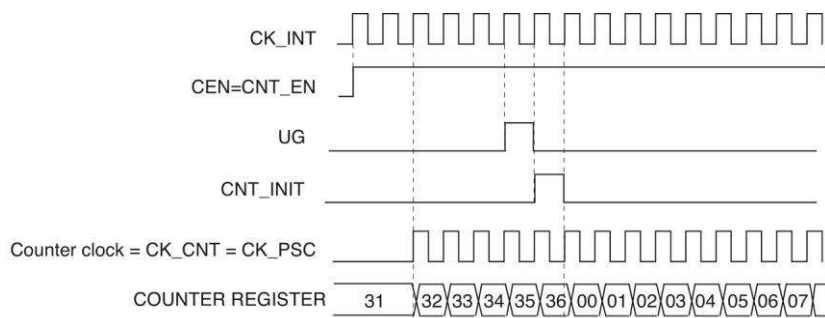 CK_INT
CEN=CNT_EN
UG
CNT_INIT
Counter clock = CK_CNT = CK_PSC
COUNTER REGISTER 31 32 33 34 35 36 00 01 02 03 04 05 06 07